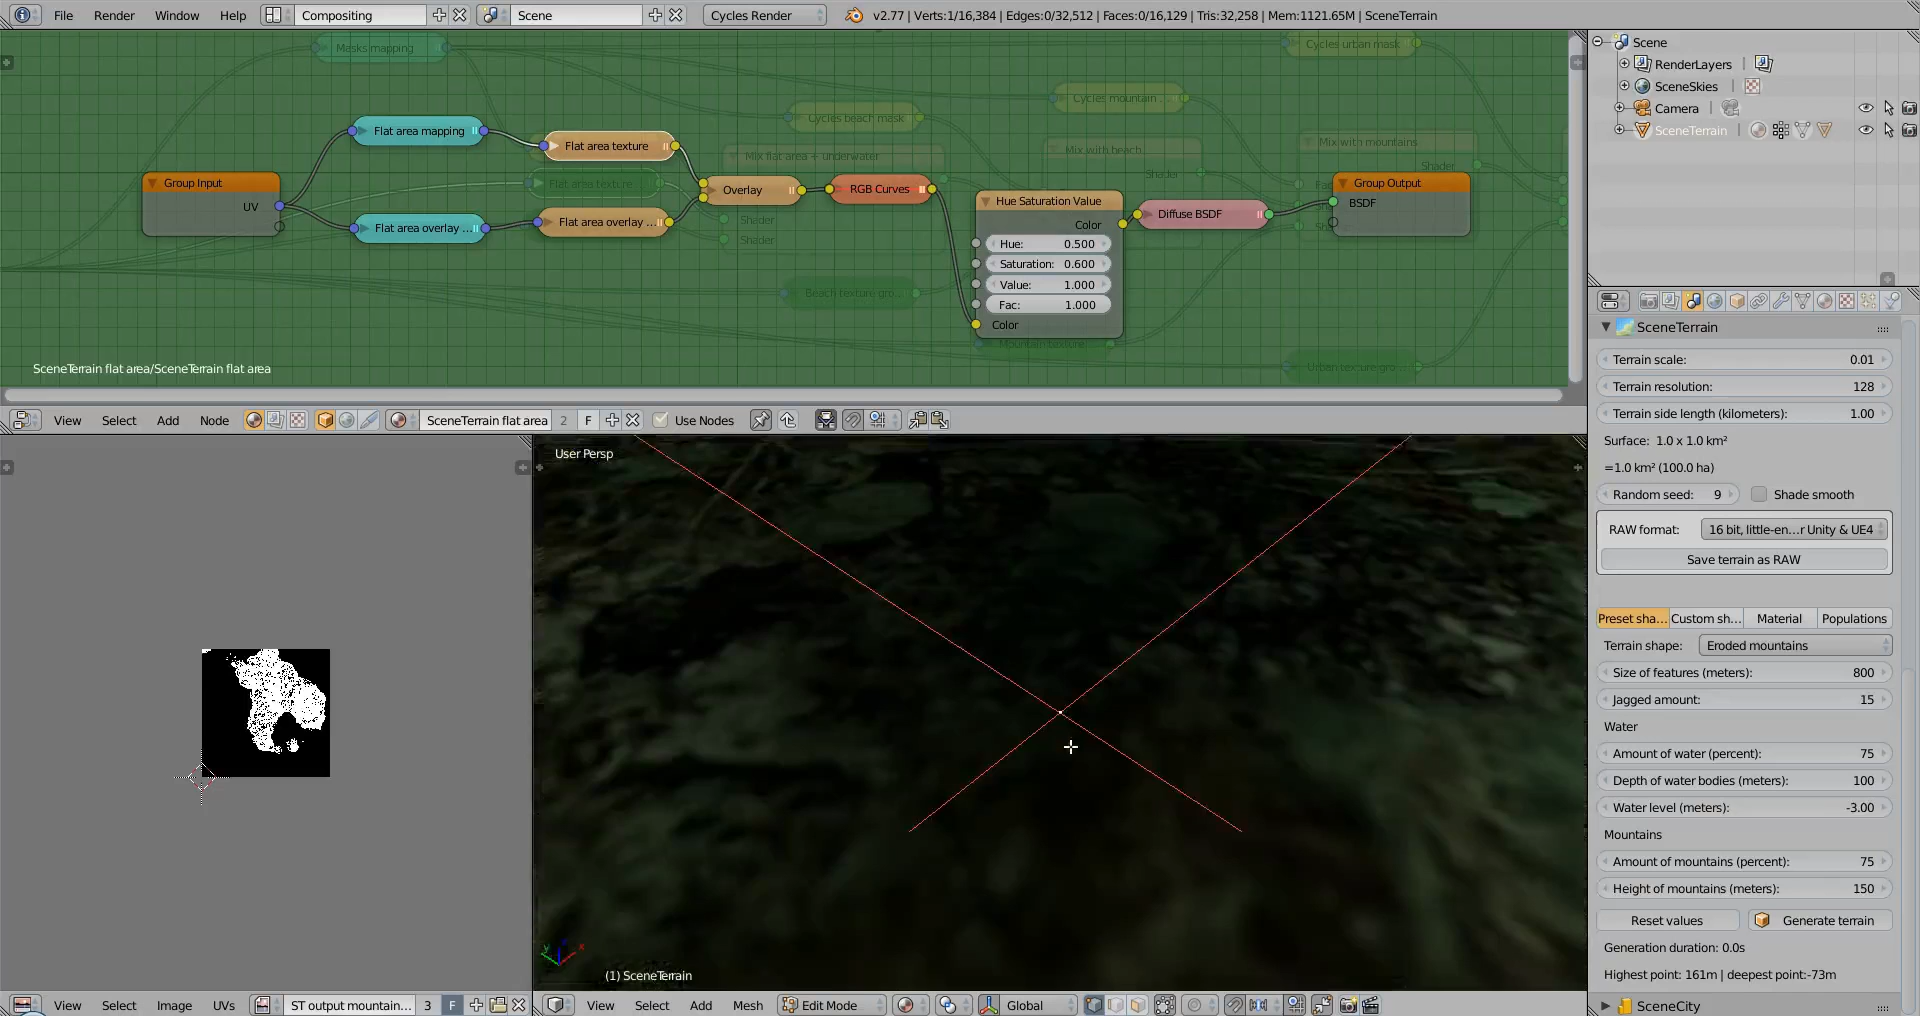 File Render Window Help Compositing Scene Cycles Render v2.77 | Verts:1/16,384 | Edges:0/32,512 | Faces:0/16,129 | Tris:32,258 | Mem:1121.65M | SceneTerrain
Masks mapping
Cycles urban mask
Cycles mountain ...
Cycles beach mask
Flat area mapping
Flat area texture
Mix flat area + underwater
Mix with beach
Mix with mountains
Shader
Shader
Group Input
UV
Flat area texture
Overlay
RGB Curves
Flat area overlay ...
Flat area overlay ...
Shader
Shader
Hue Saturation Value
Color
Hue: 0.500
Saturation: 0.600
Value: 1.000
Fac: 1.000
Color
Diffuse BSDF
Group Output
BSDF
Beach texture gro...
Mountain texture
Urban texture gro...
SceneTerrain flat area/SceneTerrain flat area
View Select Add Node SceneTerrain flat area 2 F Use Nodes
User Persp
(1) SceneTerrain
View Select Image UVs ST output mountain... 3 F
View Select Add Mesh Edit Mode Global
Scene
RenderLayers |
SceneSkies
Camera |
SceneTerrain |
SceneTerrain
Terrain scale: 0.01
Terrain resolution: 128
Terrain side length (kilometers): 1.00
Surface: 1.0 x 1.0 km²
=1.0 km² (100.0 ha)
Random seed: 9 Shade smooth
RAW format: 16 bit, little-en...r Unity & UE4
Save terrain as RAW
Preset sha... Custom sh... Material Populations
Terrain shape: Eroded mountains
Size of features (meters): 800
Jagged amount: 15
Water
Amount of water (percent): 75
Depth of water bodies (meters): 100
Water level (meters): -3.00
Mountains
Amount of mountains (percent): 75
Height of mountains (meters): 150
Reset values Generate terrain
Generation duration: 0.0s
Highest point: 161m | deepest point:-73m
SceneCity